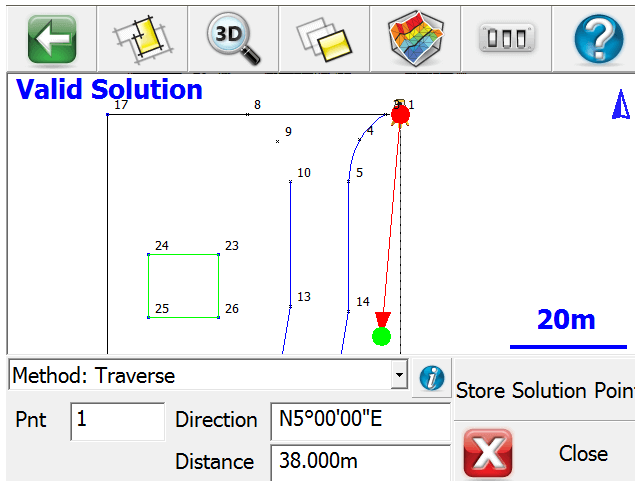 3D
?
Valid Solution
17
8
1
9
4
10
5
24
23
13
14
25
26
20m
Method: Traverse
i
Store Solution Poin
Pnt
1
Direction
N5°00'00"E
Distance
38.000m
Close